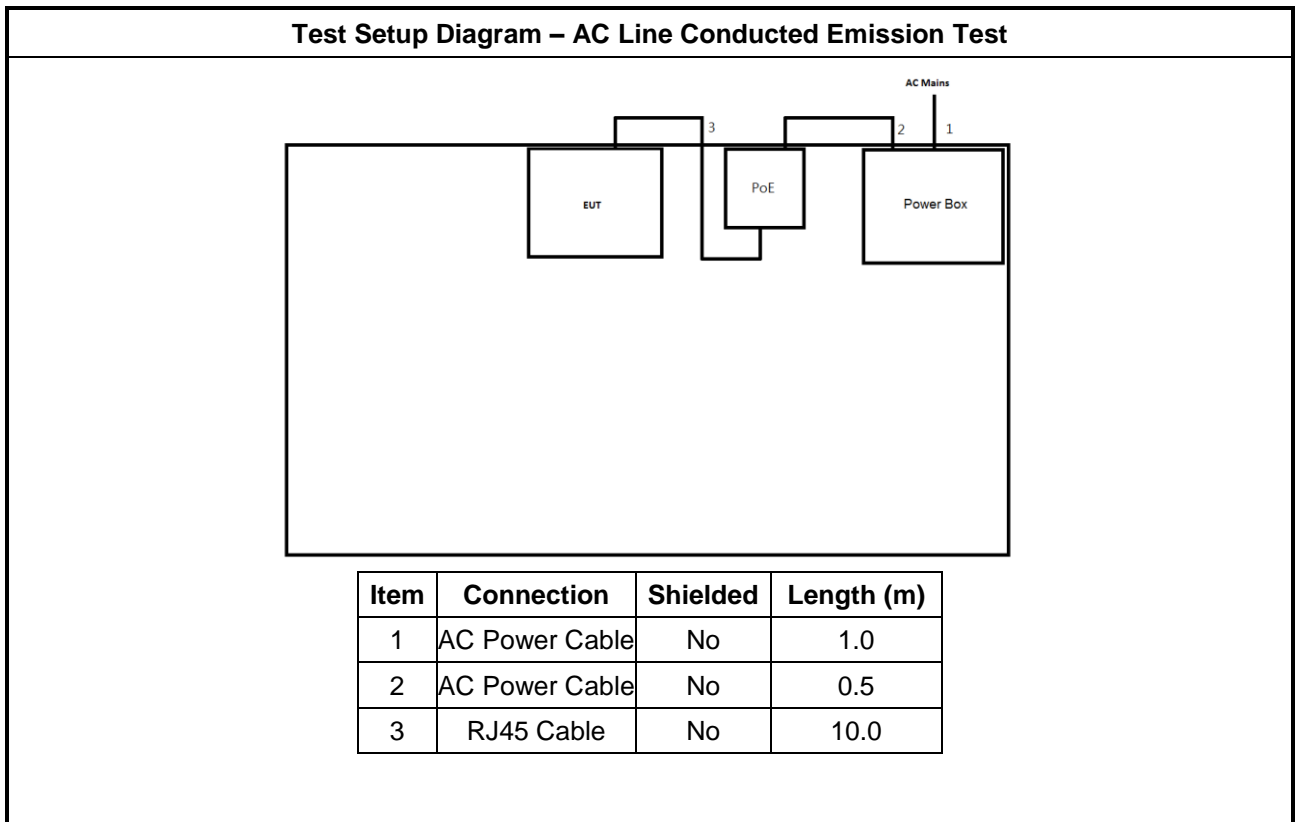 Test Setup Diagram – AC Line Conducted Emission Test
AC Mains
3
2
1
EUT
PoE
Power Box
Item Connection Shielded Length (m)
1 AC Power Cable No 1.0
2 AC Power Cable No 0.5
3 RJ45 Cable No 10.0